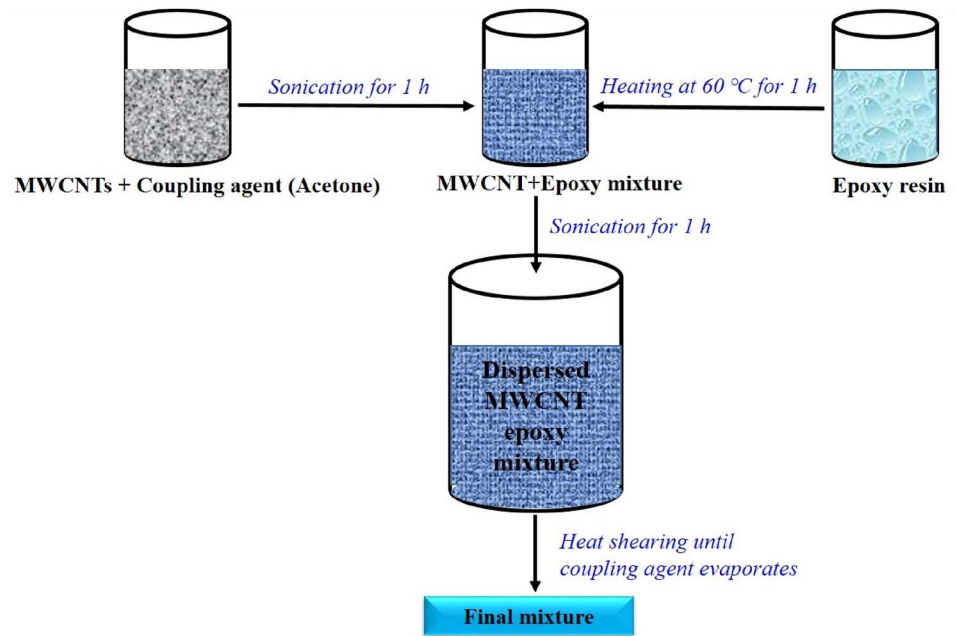 Sonication for 1 h
Heating at 60 °C for 1 h
MWCNTs + Coupling agent (Acetone)
MWCNT+Epoxy mixture
Epoxy resin
Sonication for 1 h
Dispersed
MWCNT
epoxy
mixture
Heat shearing until
coupling agent evaporates
Final mixture